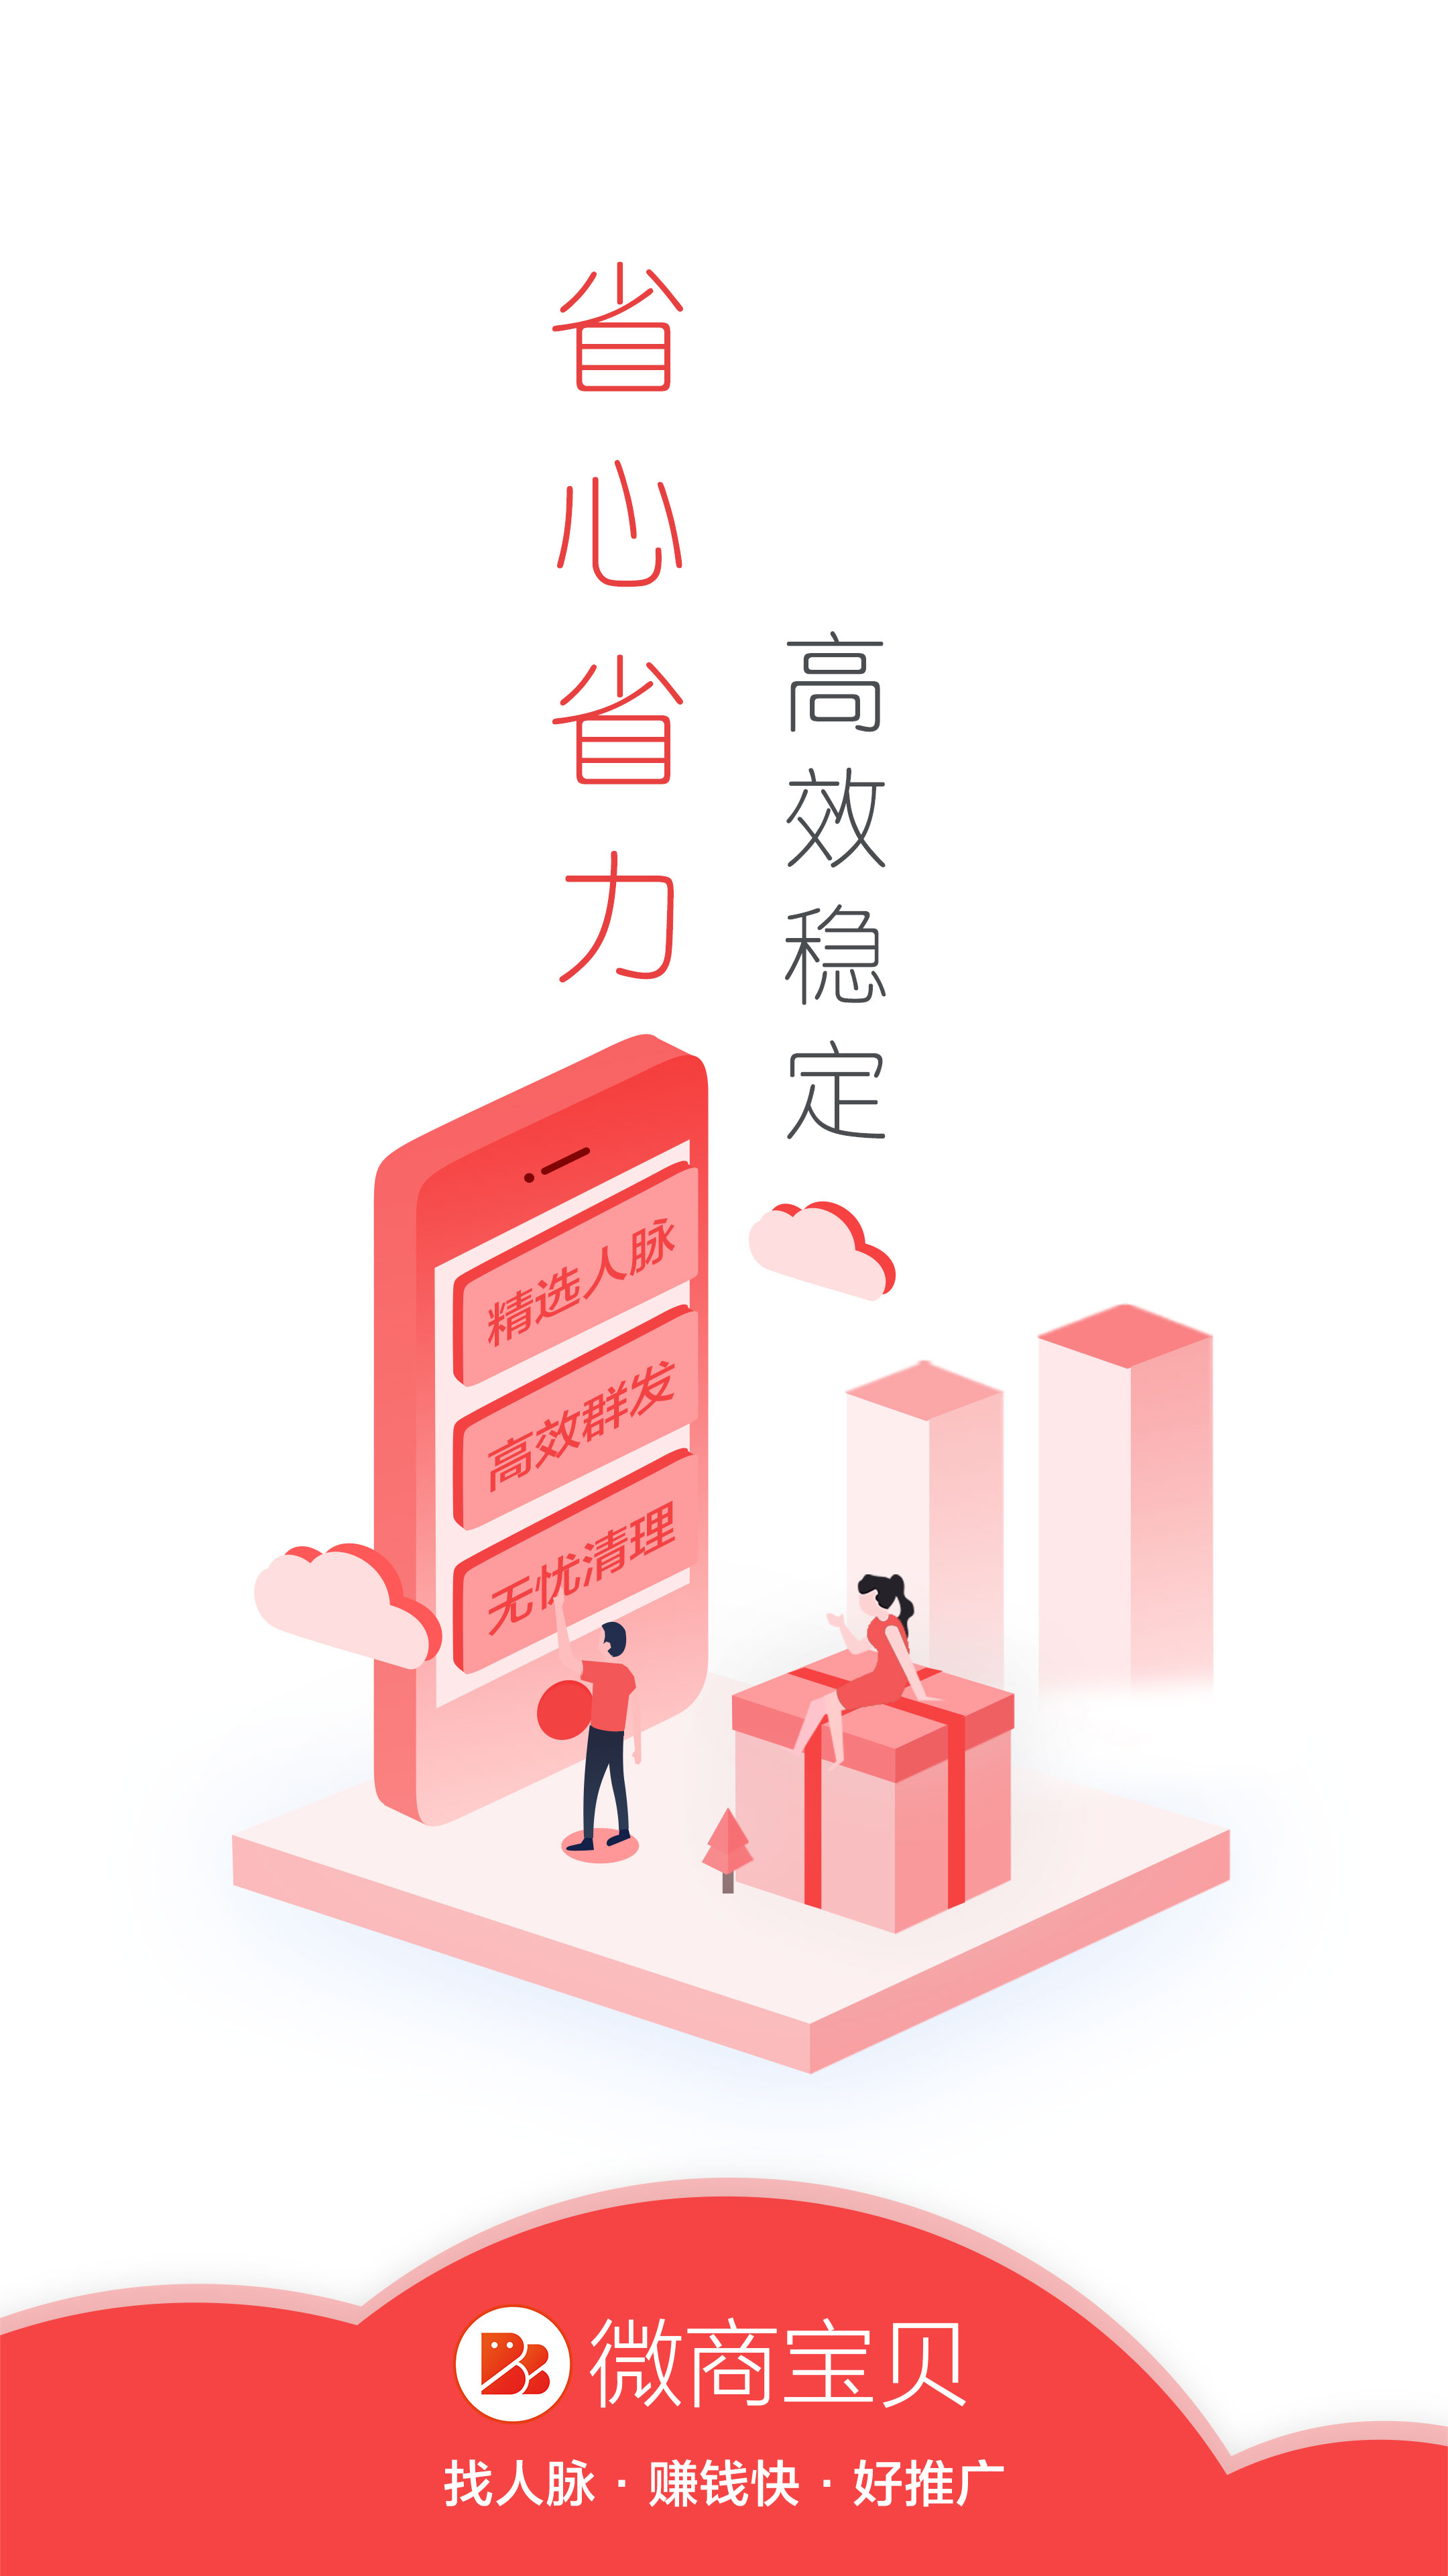 省心省力
高效稳定
精选人脉
高效群发
无忧清理
微商宝贝
找人脉·赚钱快·好推广